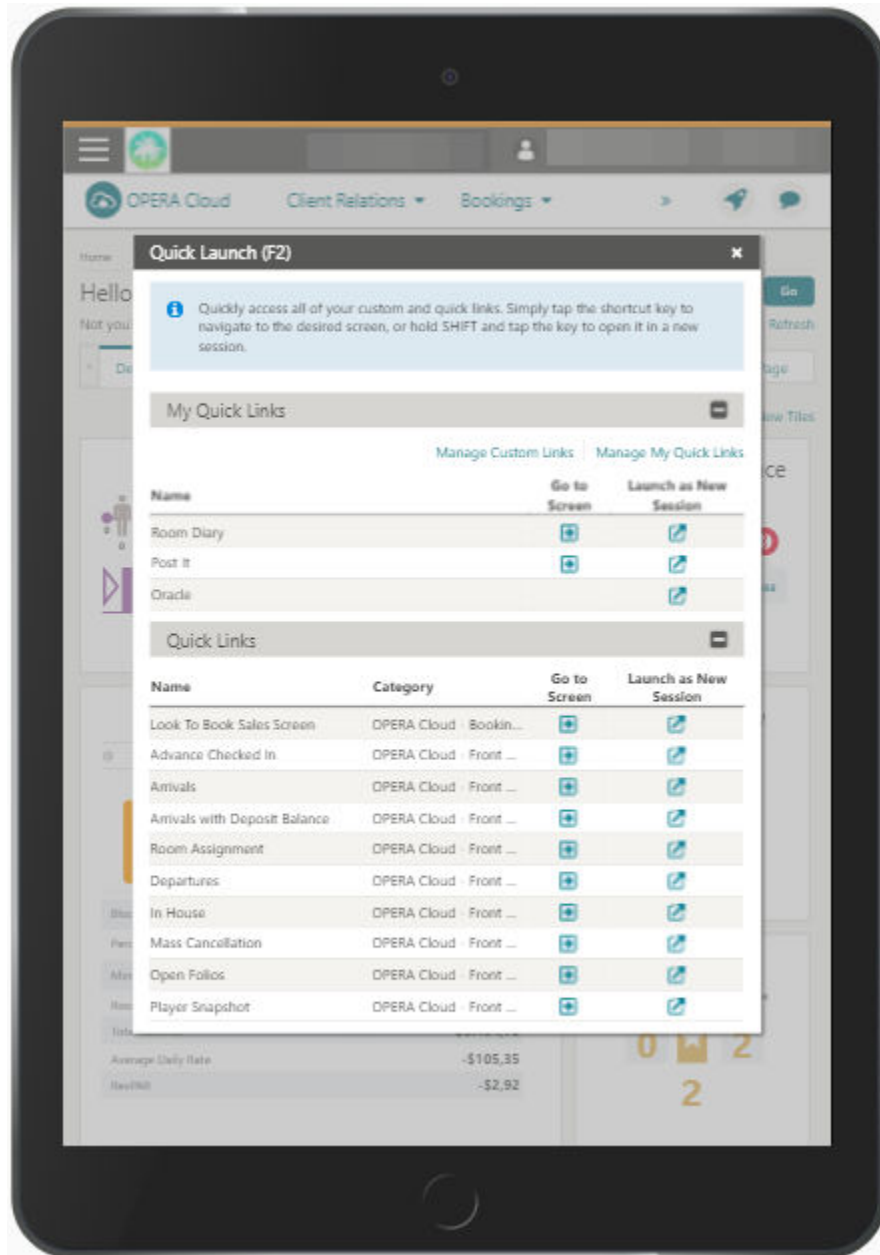 OPERA Cloud Client Relations Bookings »
Home
Quick Launch (F2) ×
Hello
Go
Not you
Refresh
Quickly access all of your custom and quick links. Simply tap the shortcut key to
navigate to the desired screen, or hold SHIFT and tap the key to open it in a new
session.
De
Page
My Quick Links
ew Tiles
Manage Custom Links Manage My Quick Links
ce
Name Go to Screen Launch as New Session
Room Diary
Post It
Oracle
Quick Links
Name Category Go to Screen Launch as New Session
Look To Book Sales Screen OPERA Cloud - Bookin...
Advance Checked In OPERA Cloud - Front ...
Arrivals OPERA Cloud - Front ...
Arrivals with Deposit Balance OPERA Cloud - Front ...
Room Assignment OPERA Cloud - Front ...
Departures OPERA Cloud - Front ...
In House OPERA Cloud - Front ...
Mass Cancellation OPERA Cloud - Front ...
Open Folios OPERA Cloud - Front ...
Player Snapshot OPERA Cloud - Front ...
0 2
Average Daily Rate -$105,35
RevPAR -$2,92
2